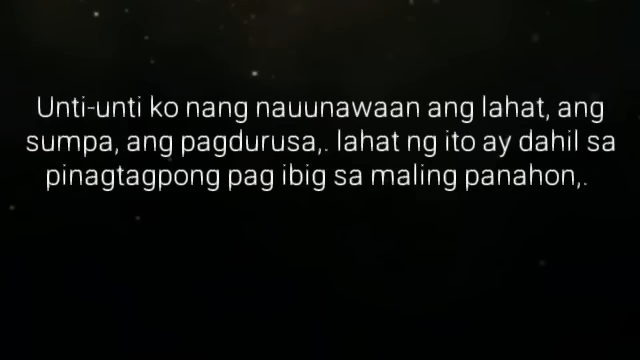 Unti-unti ko nang nauunawaan ang lahat, ang
sumpa, ang pagdurusa,. lahat ng ito ay dahil sa
pinagtagpong pag ibig sa maling panahon,.